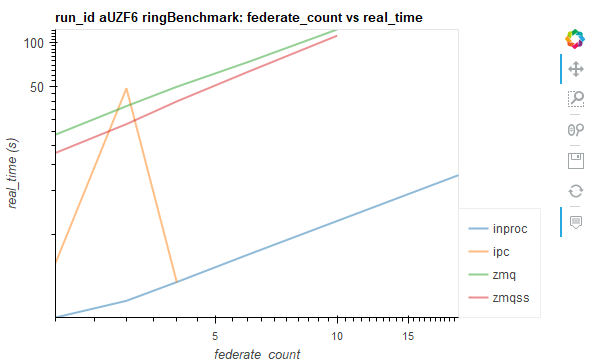 run_id aUZF6 ringBenchmark: federate_count vs real_time
100
50
real_time (s)
5
10
15
federate_count
inproc
ipc
zmq
zmqss